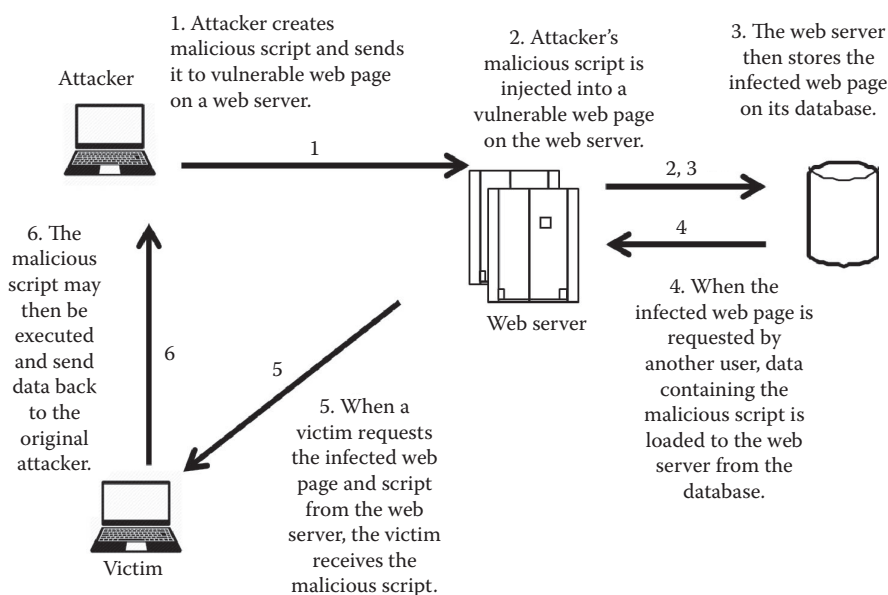 1. Attacker creates
malicious script and sends
it to vulnerable web page
on a web server.
Attacker
2. Attacker’s
malicious script is
injected into a
vulnerable web page
on the web server.
3. The web server
then stores the
infected web page
on its database.
1
2, 3
4
Web server
4. When the
infected web page is
requested by
another user, data
containing the
malicious script is
loaded to the web
server from the
database.
5
5. When a
victim requests
the infected web
page and script
from the web
server, the victim
receives the
malicious script.
6. The
malicious
script may
then be
executed
and send
data back
to the
original
attacker.
6
Victim